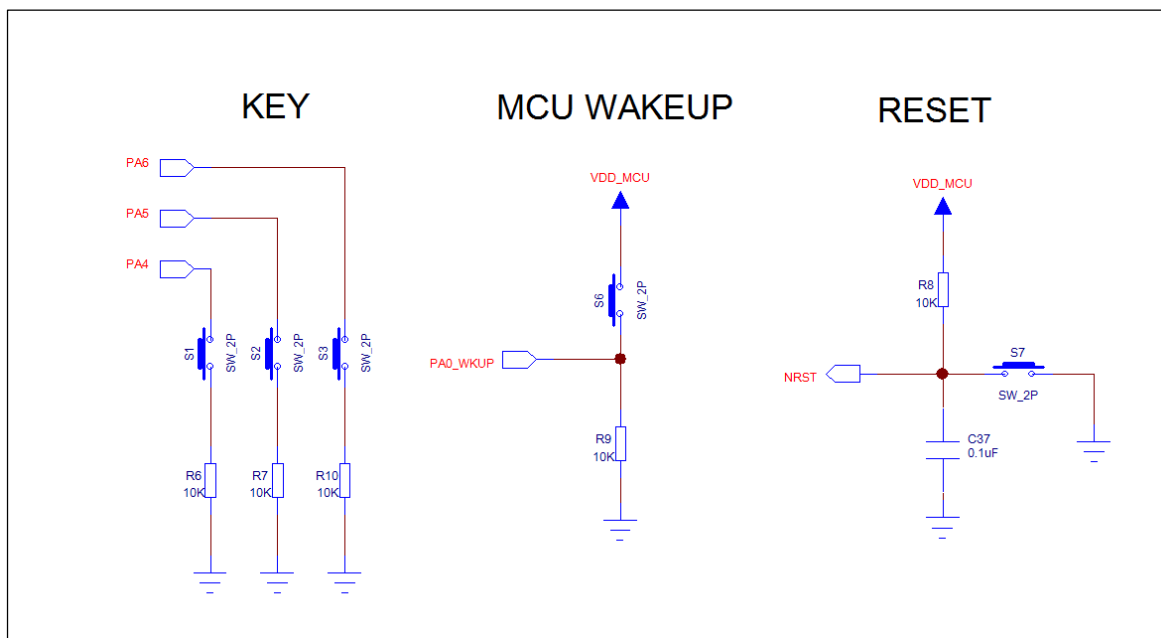 KEY
PA6
PA5
PA4
S1
SW_2P
S2
SW_2P
S3
SW_2P
R6
10K
R7
10K
R10
10K
MCU WAKEUP
VDD_MCU
S6
SW_2P
PA0_WKUP
R9
10K
RESET
VDD_MCU
R8
10K
NRST
S7
SW_2P
C37
0.1uF